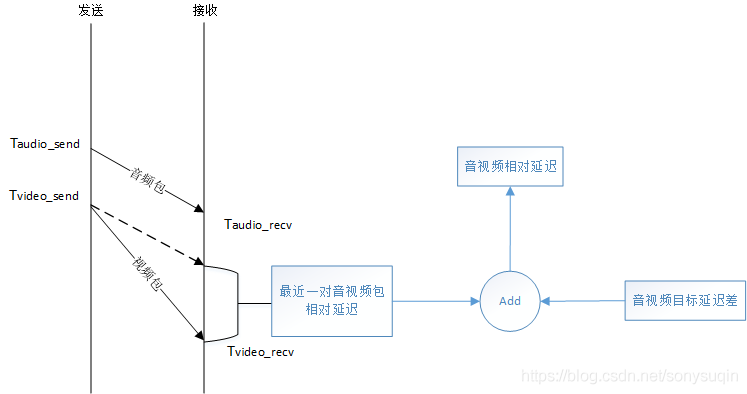 发送
接收
Taudio_send
音频包
音视频相对延迟
Tvideo_send
Taudio_recv
视频包
最近一对音视频包
相对延迟
Add
音视频目标延迟差
Tvideo_recv
https://blog.csdn.net/sonysuqin